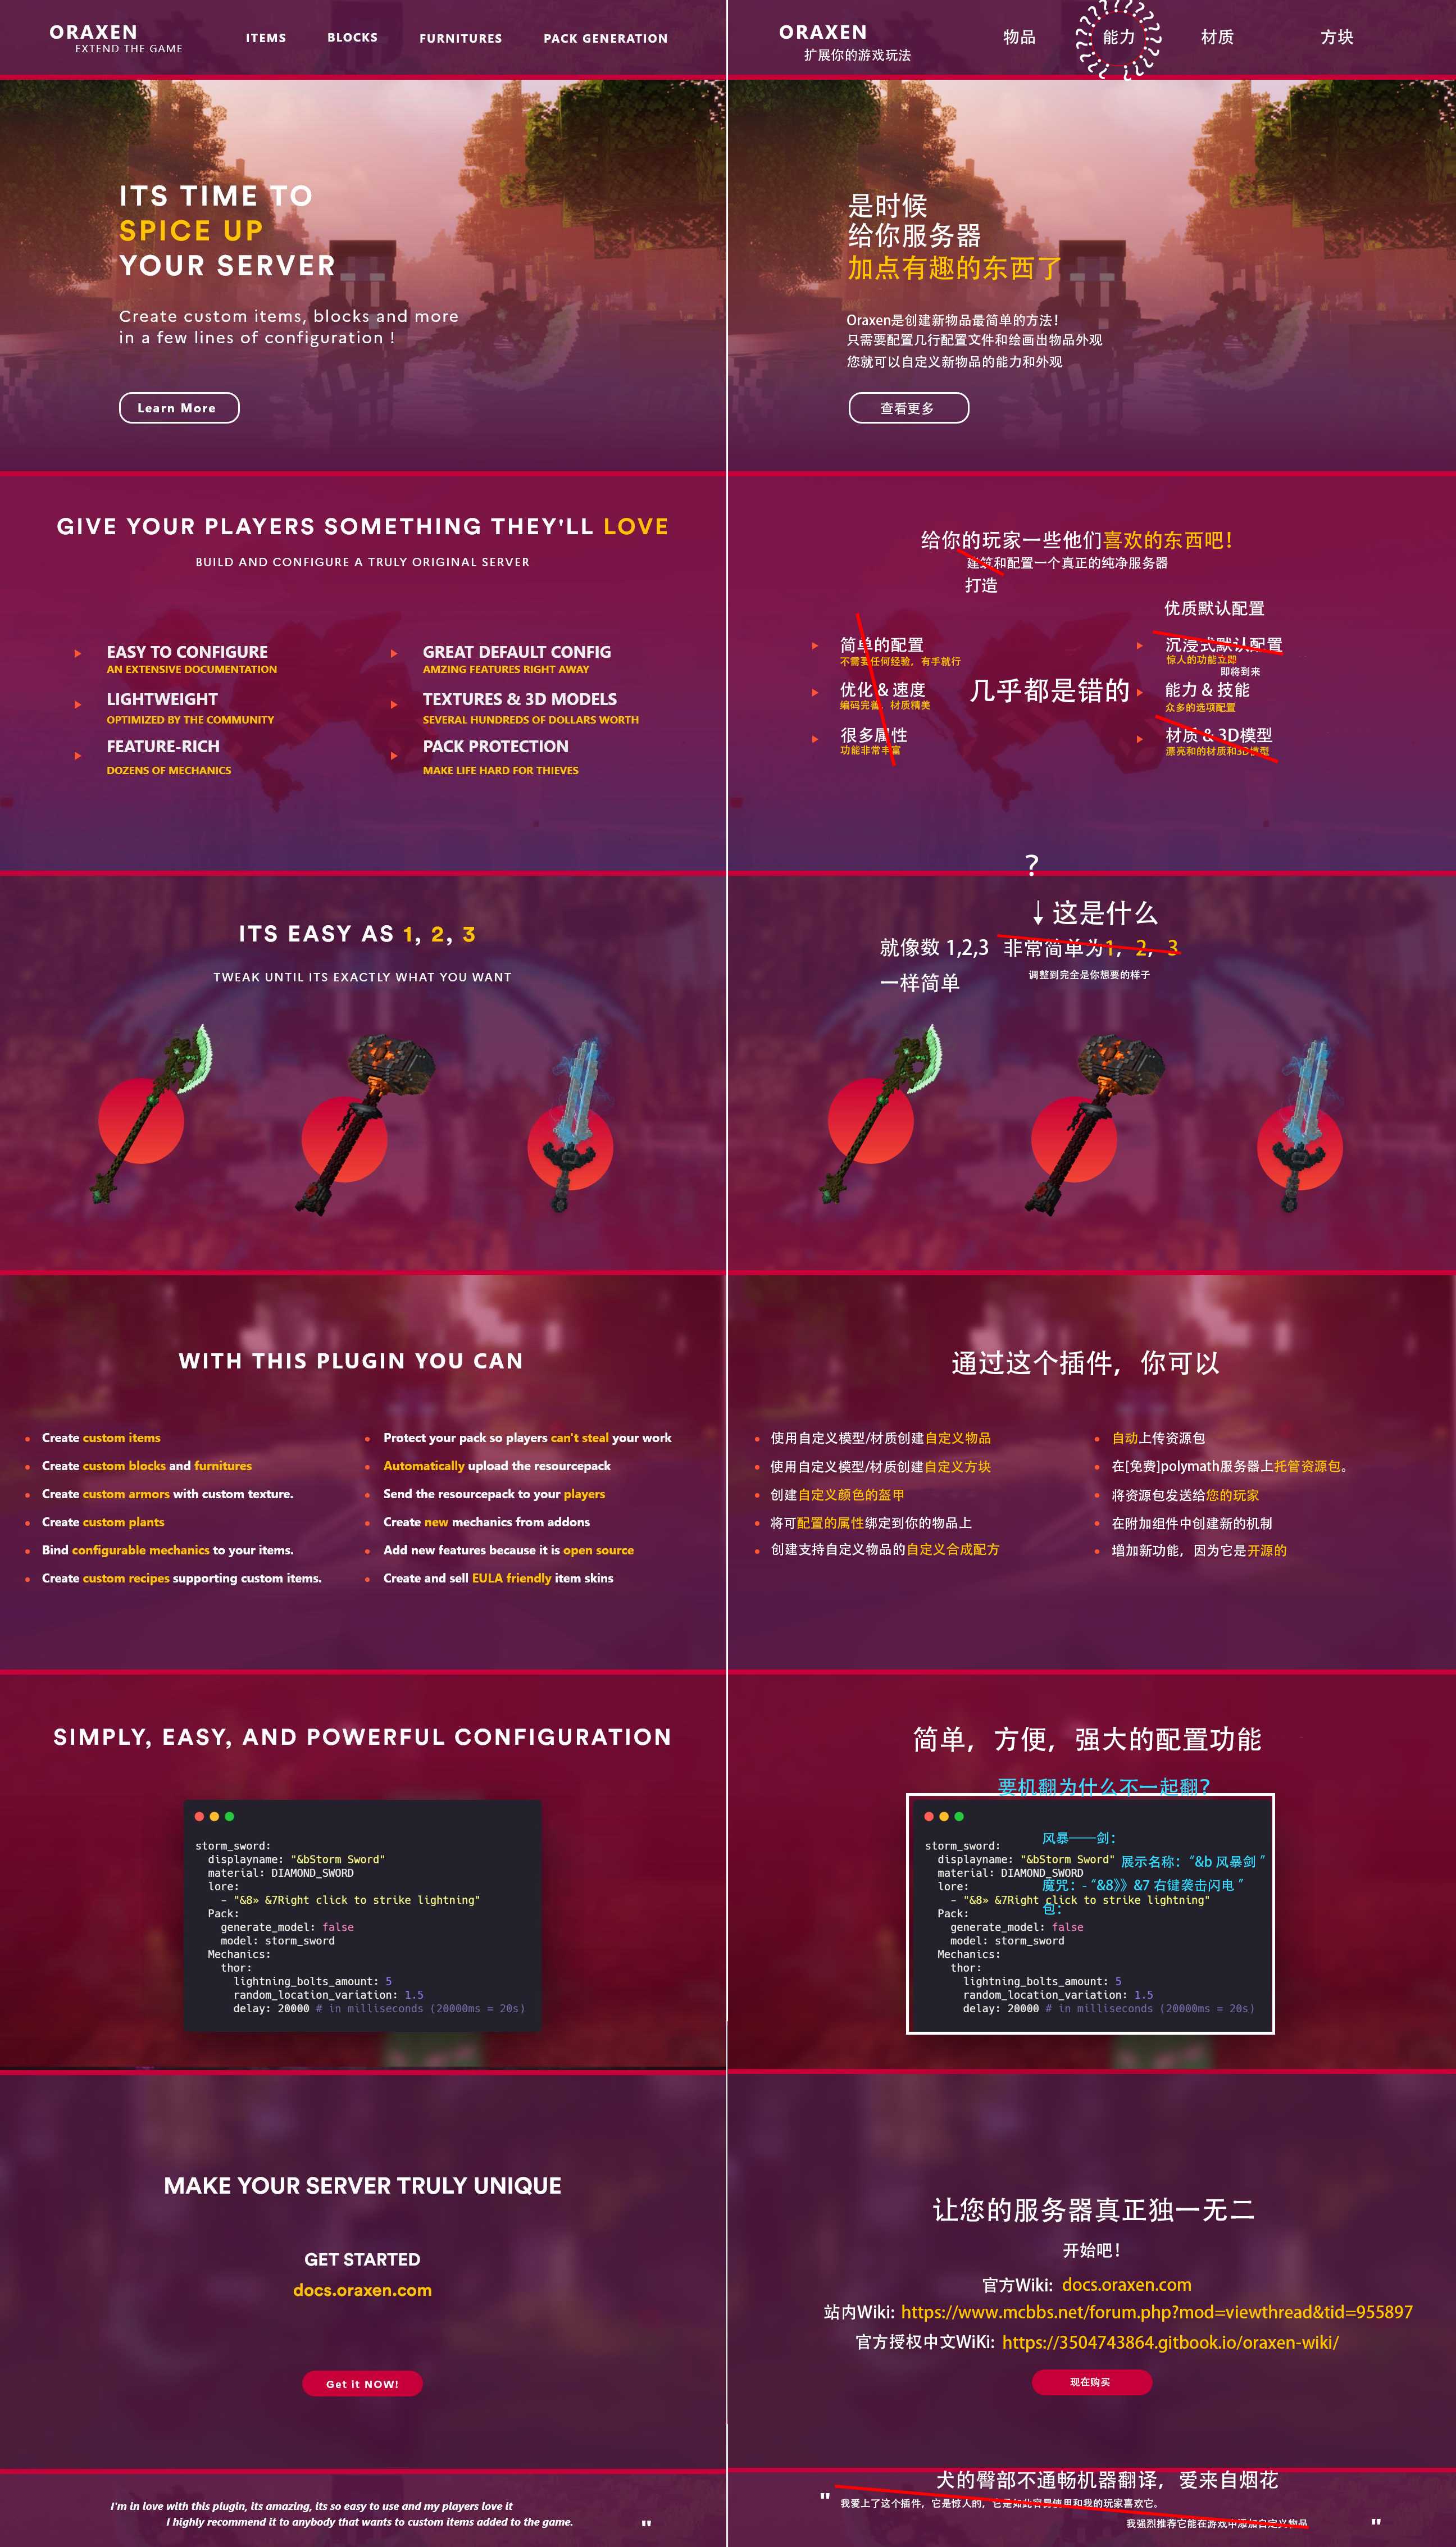 ORAXEN
EXTEND THE GAME
ITEMS
BLOCKS
FURNITURES
PACK GENERATION
ITS TIME TO
SPICE UP
YOUR SERVER
Create custom items, blocks and more
in a few lines of configuration !
Learn More
GIVE YOUR PLAYERS SOMETHING THEY'LL LOVE
BUILD AND CONFIGURE A TRULY ORIGINAL SERVER
EASY TO CONFIGURE
AN EXTENSIVE DOCUMENTATION
LIGHTWEIGHT
OPTIMIZED BY THE COMMUNITY
FEATURE-RICH
DOZENS OF MECHANICS
GREAT DEFAULT CONFIG
AMZING FEATURES RIGHT AWAY
TEXTURES & 3D MODELS
SEVERAL HUNDREDS OF DOLLARS WORTH
PACK PROTECTION
MAKE LIFE HARD FOR THIEVES
ITS EASY AS 1, 2, 3
TWEAK UNTIL ITS EXACTLY WHAT YOU WANT
WITH THIS PLUGIN YOU CAN
Create custom items
Create custom blocks and furnitures
Create custom armors with custom texture.
Create custom plants
Bind configurable mechanics to your items.
Create custom recipes supporting custom items.
Protect your pack so players can't steal your work
Automatically upload the resourcepack
Send the resourcepack to your players
Create new mechanics from addons
Add new features because it is open source
Create and sell EULA friendly item skins
SIMPLY, EASY, AND POWERFUL CONFIGURATION
storm_sword:
displayname: "&bStorm Sword"
material: DIAMOND_SWORD
lore:
- "&8» &7Right click to strike lightning"
Pack:
generate_model: false
model: storm_sword
Mechanics:
thor:
lightning_bolts_amount: 5
random_location_variation: 1.5
delay: 20000 # in milliseconds (20000ms = 20s)
MAKE YOUR SERVER TRULY UNIQUE
GET STARTED
docs.oraxen.com
Get it NOW!
I'm in love with this plugin, its amazing, its so easy to use and my players love it
I highly recommend it to anybody that wants to custom items added to the game.
"
ORAXEN
扩展你的游戏玩法
物品
能力
材质
方块
是时候
给你服务器
加点有趣的东西了
Oraxen是创建新物品最简单的方法！
只需要配置几行配置文件和绘画出物品外观
您就可以自定义新物品的能力和外观
查看更多
给你的玩家一些他们喜欢的东西吧！
建筑和配置一个真正的纯净服务器
打造
简单的配置
不需要任何经验，有手就行
优化 & 速度
编码完善，材质精美
很多属性
功能非常丰富
几乎都是错的
优质默认配置
沉浸式默认配置
惊人的功能立即
即将到来
能力 & 技能
众多的选项配置
材质 & 3D模型
漂亮和的材质和3D模型
?
↓这是什么
就像数 1,2,3
一样简单
非常简单为1，2，3
调整到完全是你想要的样子
通过这个插件，你可以
使用自定义模型/材质创建自定义物品
使用自定义模型/材质创建自定义方块
创建自定义颜色的盔甲
将可配置的属性绑定到你的物品上
创建支持自定义物品的自定义合成配方
自动上传资源包
在[免费]polymath服务器上托管资源包。
将资源包发送给您的玩家
在附加组件中创建新的机制
增加新功能，因为它是开源的
简单，方便，强大的配置功能
要机翻为什么不一起翻？
storm_sword:
风暴——剑：
displayname: "&bStorm Sword"
展示名称：“&b 风暴剑 ”
material: DIAMOND_SWORD
lore:
魔咒：-“&8》》&7 右键袭击闪电 ”
- "&8» &7Right click to strike lightning"
Pack:
包：
generate_model: false
model: storm_sword
Mechanics:
thor:
lightning_bolts_amount: 5
random_location_variation: 1.5
delay: 20000 # in milliseconds (20000ms = 20s)
让您的服务器真正独一无二
开始吧！
官方Wiki: docs.oraxen.com
站内Wiki: https://www.mcbbs.net/forum.php?mod=viewthread&tid=955897
官方授权中文WiKi: https://3504743864.gitbook.io/oraxen-wiki/
现在购买
犬的臀部不通畅机器翻译，爱来自烟花
"
我爱上了这个插件，它是惊人的，它是如此容易使用和我的玩家喜欢它。
我强烈推荐它能在游戏中添加自定义物品
"